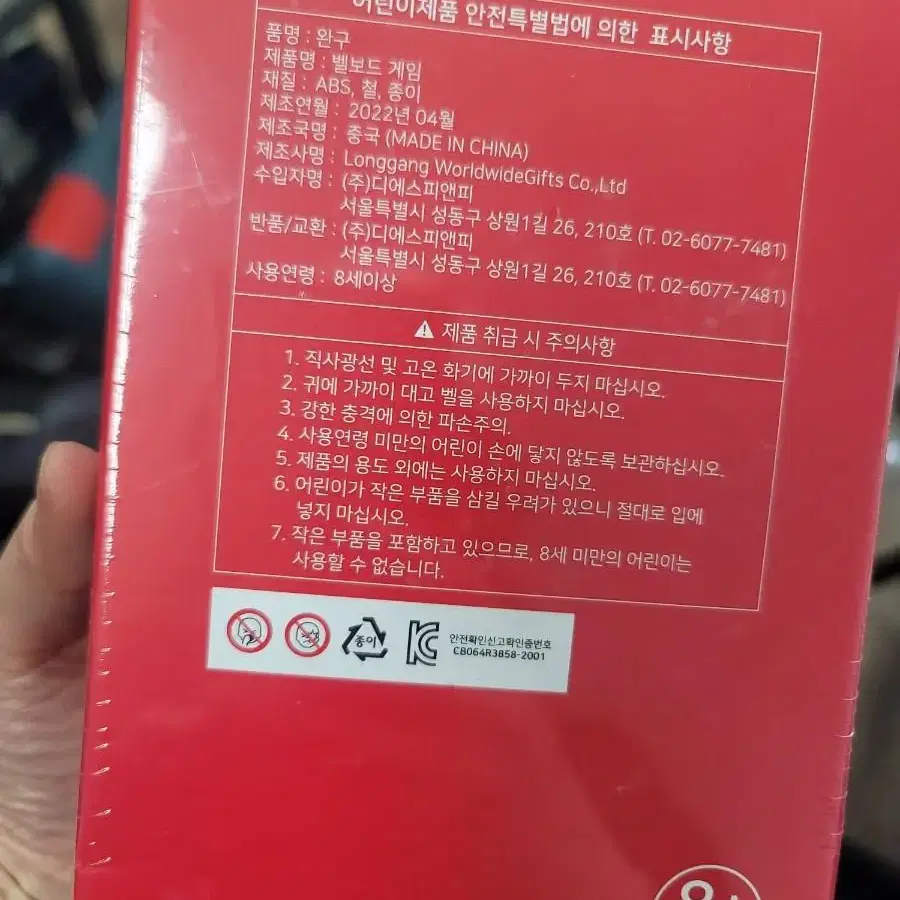 어린이제품 안전특별법에 의한 표시사항
품명 : 완구
제품명 : 벨보드 게임
재질 : ABS, 철, 종이
제조연월 : 2022년 04월
제조국명 : 중국 (MADE IN CHINA)
제조사명 : Longgang WorldwideGifts Co.,Ltd
수입자명 : (주)디에스피앤피
서울특별시 성동구 상원1길 26, 210호 (T. 02-6077-7481)
반품/교환 : (주)디에스피앤피
서울특별시 성동구 상원1길 26, 210호 (T. 02-6077-7481)
사용연령 : 8세이상
⚠ 제품 취급 시 주의사항
1. 직사광선 및 고온 화기에 가까이 두지 마십시오.
2. 귀에 가까이 대고 벨을 사용하지 마십시오.
3. 강한 충격에 의한 파손주의.
4. 사용연령 미만의 어린이 손에 닿지 않도록 보관하십시오.
5. 제품의 용도 외에는 사용하지 마십시오.
6. 어린이가 작은 부품을 삼킬 우려가 있으니 절대로 입에
넣지 마십시오.
7. 작은 부품을 포함하고 있으므로, 8세 미만의 어린이는
사용할 수 없습니다.
종이
안전확인신고확인증번호
CB064R3858-2001